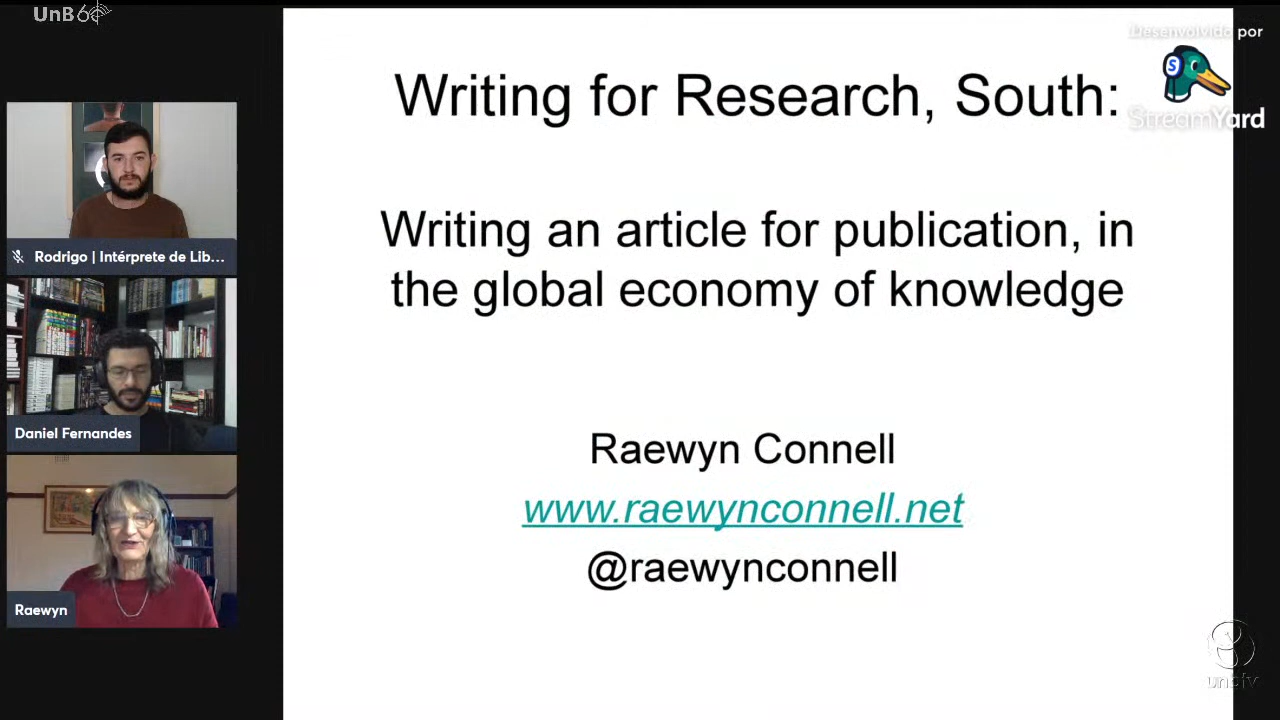 UnB60
Desenvolvido por
StreamYard
Writing for Research, South:
Writing an article for publication, in
the global economy of knowledge
Raewyn Connell
www.raewynconnell.net
@raewynconnell
Rodrigo | Intérprete de Lib...
Daniel Fernandes
Raewyn
unbtv